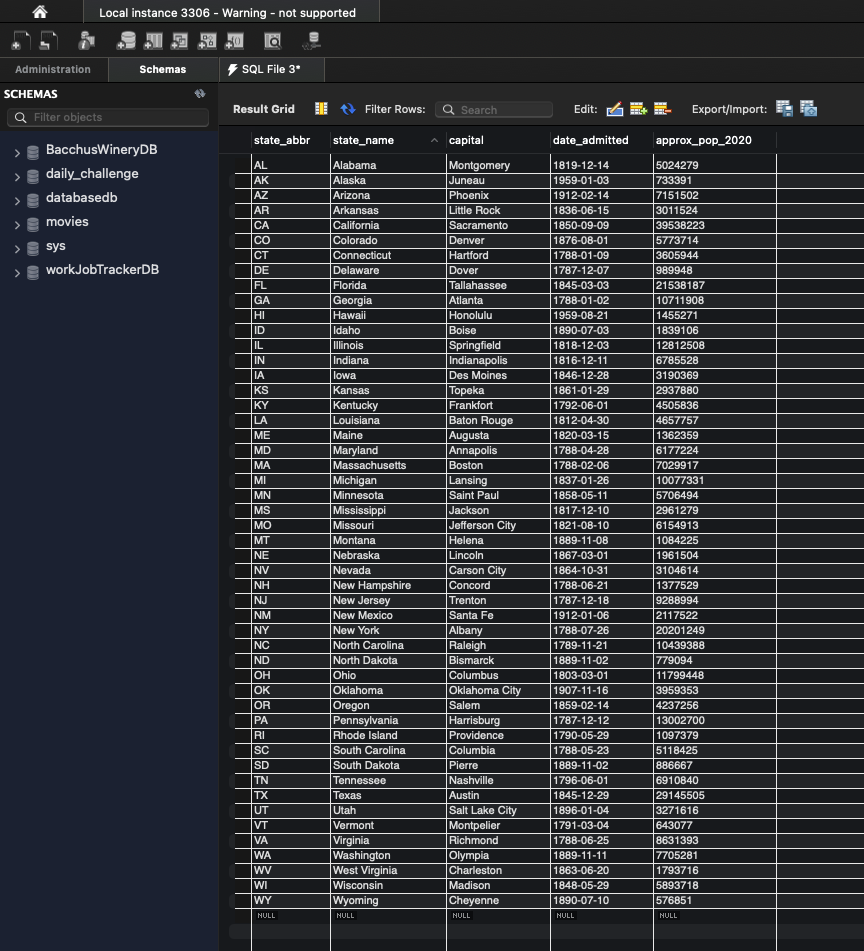 Local instance 3306 - Warning - not supported
Administration Schemas SQL File 3*
SCHEMAS
Filter objects
BacchusWineryDB
daily_challenge
databasedb
movies
sys
workJobTrackerDB
Result Grid Filter Rows: Search Edit: Export/Import:
state_abbr state_name capital date_admitted approx_pop_2020
AL Alabama Montgomery 1819-12-14 5024279
AK Alaska Juneau 1959-01-03 733391
AZ Arizona Phoenix 1912-02-14 7151502
AR Arkansas Little Rock 1836-06-15 3011524
CA California Sacramento 1850-09-09 39538223
CO Colorado Denver 1876-08-01 5773714
CT Connecticut Hartford 1788-01-09 3605944
DE Delaware Dover 1787-12-07 989948
FL Florida Tallahassee 1845-03-03 21538187
GA Georgia Atlanta 1788-01-02 10711908
HI Hawaii Honolulu 1959-08-21 1455271
ID Idaho Boise 1890-07-03 1839106
IL Illinois Springfield 1818-12-03 12812508
IN Indiana Indianapolis 1816-12-11 6785528
IA Iowa Des Moines 1846-12-28 3190369
KS Kansas Topeka 1861-01-29 2937880
KY Kentucky Frankfort 1792-06-01 4505836
LA Louisiana Baton Rouge 1812-04-30 4657757
ME Maine Augusta 1820-03-15 1362359
MD Maryland Annapolis 1788-04-28 6177224
MA Massachusetts Boston 1788-02-06 7029917
MI Michigan Lansing 1837-01-26 10077331
MN Minnesota Saint Paul 1858-05-11 5706494
MS Mississippi Jackson 1817-12-10 2961279
MO Missouri Jefferson City 1821-08-10 6154913
MT Montana Helena 1889-11-08 1084225
NE Nebraska Lincoln 1867-03-01 1961504
NV Nevada Carson City 1864-10-31 3104614
NH New Hampshire Concord 1788-06-21 1377529
NJ New Jersey Trenton 1787-12-18 9288994
NM New Mexico Santa Fe 1912-01-06 2117522
NY New York Albany 1788-07-26 20201249
NC North Carolina Raleigh 1789-11-21 10439388
ND North Dakota Bismarck 1889-11-02 779094
OH Ohio Columbus 1803-03-01 11799448
OK Oklahoma Oklahoma City 1907-11-16 3959353
OR Oregon Salem 1859-02-14 4237256
PA Pennsylvania Harrisburg 1787-12-12 13002700
RI Rhode Island Providence 1790-05-29 1097379
SC South Carolina Columbia 1788-05-23 5118425
SD South Dakota Pierre 1889-11-02 886667
TN Tennessee Nashville 1796-06-01 6910840
TX Texas Austin 1845-12-29 29145505
UT Utah Salt Lake City 1896-01-04 3271616
VT Vermont Montpelier 1791-03-04 643077
VA Virginia Richmond 1788-06-25 8631393
WA Washington Olympia 1889-11-11 7705281
WV West Virginia Charleston 1863-06-20 1793716
WI Wisconsin Madison 1848-05-29 5893718
WY Wyoming Cheyenne 1890-07-10 576851
NULL NULL NULL NULL NULL